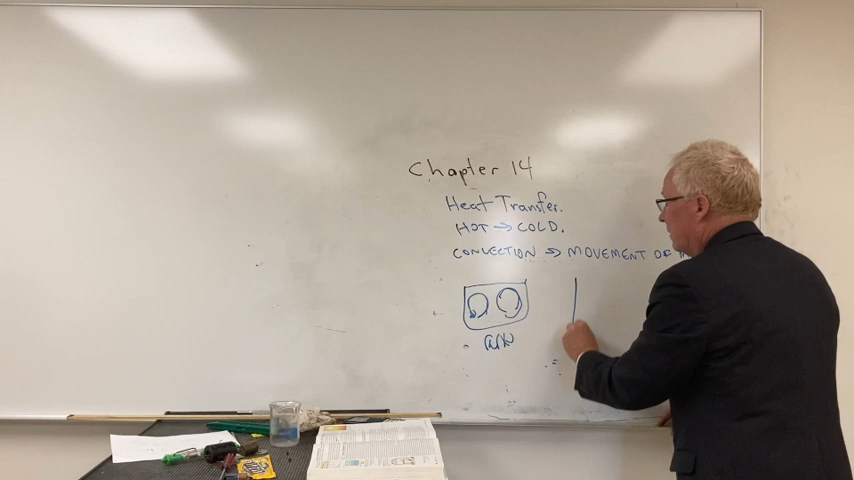 Chapter 14
Heat Transfer.
HOT → COLD.
CONVECTION → MOVEMENT OF